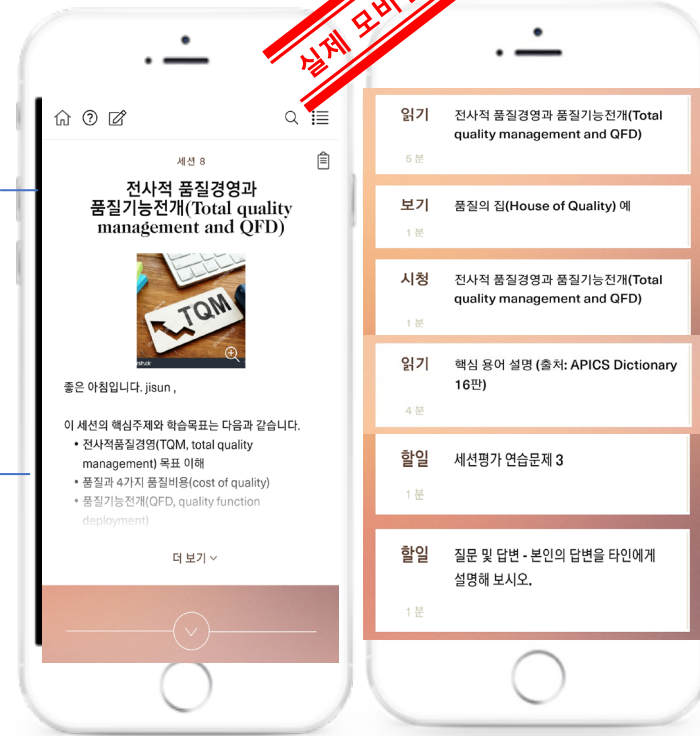 실제 모바
세션 8
전사적 품질경영과
품질기능전개(Total quality
management and QFD)
TQM
좋은 아침입니다. jisun ,
이 세션의 핵심주제와 학습목표는 다음과 같습니다.
• 전사적품질경영(TQM, total quality
management) 목표 이해
• 품질과 4가지 품질비용(cost of quality)
• 품질기능전개(QFD, quality function
deployment)
더 보기
읽기
전사적 품질경영과 품질기능전개(Total
quality management and QFD)
5 분
보기
품질의 집(House of Quality) 예
1 분
시청
전사적 품질경영과 품질기능전개(Total
quality management and QFD)
1 분
읽기
핵심 용어 설명 (출처: APICS Dictionary
16판)
4 분
할일
세션평가 연습문제 3
1 분
할일
질문 및 답변 - 본인의 답변을 타인에게
설명해 보시오.
1 분